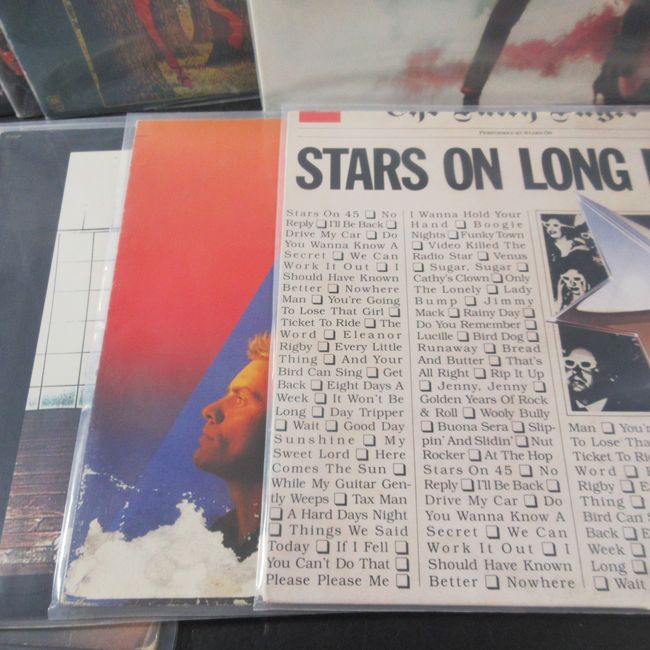 PERFORMED BY STARS ON
STARS ON LONG
Stars On 45 ❑ No
Reply ❑ I'll Be Back ❑
Drive My Car ❑ Do
You Wanna Know A
Secret ❑ We Can
Work It Out ❑ I
Should Have Known
Better ❑ Nowhere
Man ❑ You're Going
To Lose That Girl ❑
Ticket To Ride ❑ The
Word ❑ Eleanor
Rigby ❑ Every Little
Thing ❑ And Your
Bird Can Sing ❑ Get
Back ❑ Eight Days A
Week ❑ It Won't Be
Long ❑ Day Tripper
❑ Wait ❑ Good Day
Sunshine ❑ My
Sweet Lord ❑ Here
Comes The Sun ❑
While My Guitar Gen-
tly Weeps ❑ Tax Man
❑ A Hard Days Night
❑ Things We Said
Today ❑ If I Fell ❑
You Can't Do That ❑
Please Please Me ❑
I Wanna Hold Your
Hand ❑ Boogie
Nights ❑ Funky Town
❑ Video Killed The
Radio Star ❑ Venus
❑ Sugar, Sugar ❑
Cathy's Clown ❑ Only
The Lonely ❑ Lady
Bump ❑ Jimmy
Mack ❑ Rainy Day ❑
Do You Remember ❑
Lucille ❑ Bird Dog ❑
Runaway ❑ Bread
And Butter ❑ That's
All Right ❑ Rip It Up
❑ Jenny, Jenny ❑
Golden Years Of Rock
& Roll ❑ Wooly Bully
❑ Buona Sera ❑ Slip-
pin' And Slidin' ❑ Nut
Rocker ❑ At The Hop
Stars On 45 ❑ No
Reply ❑ I'll Be Back ❑
Drive My Car ❑ Do
You Wanna Know A
Secret ❑ We Can
Work It Out ❑ I
Should Have Known
Better ❑ Nowhere
Man ❑ You'r
To Lose Tha
Ticket To Ri
Word ❑
Rigby ❑ E
Thing ❑
Bird Can S
Back ❑ E
Week ❑
Long ❑
❑ Wait